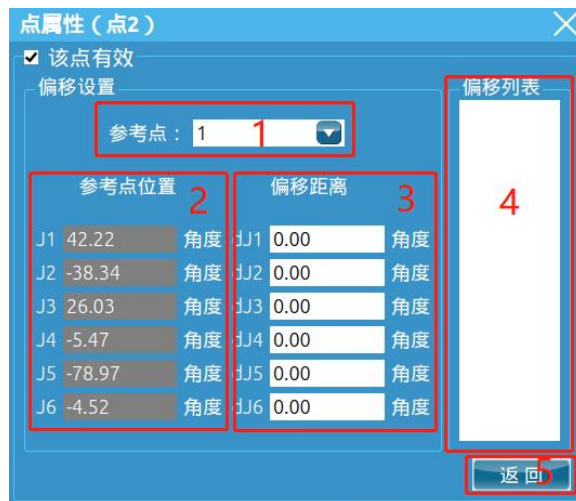 点属性（点2）
该点有效
偏移设置
偏移列表
参考点： 1
1
参考点位置
2
偏移距离
3
4
J1 42.22 角度 dJ1 0.00 角度
J2 -38.34 角度 dJ2 0.00 角度
J3 26.03 角度 dJ3 0.00 角度
J4 -5.47 角度 dJ4 0.00 角度
J5 -78.97 角度 dJ5 0.00 角度
J6 -4.52 角度 dJ6 0.00 角度
返回
5